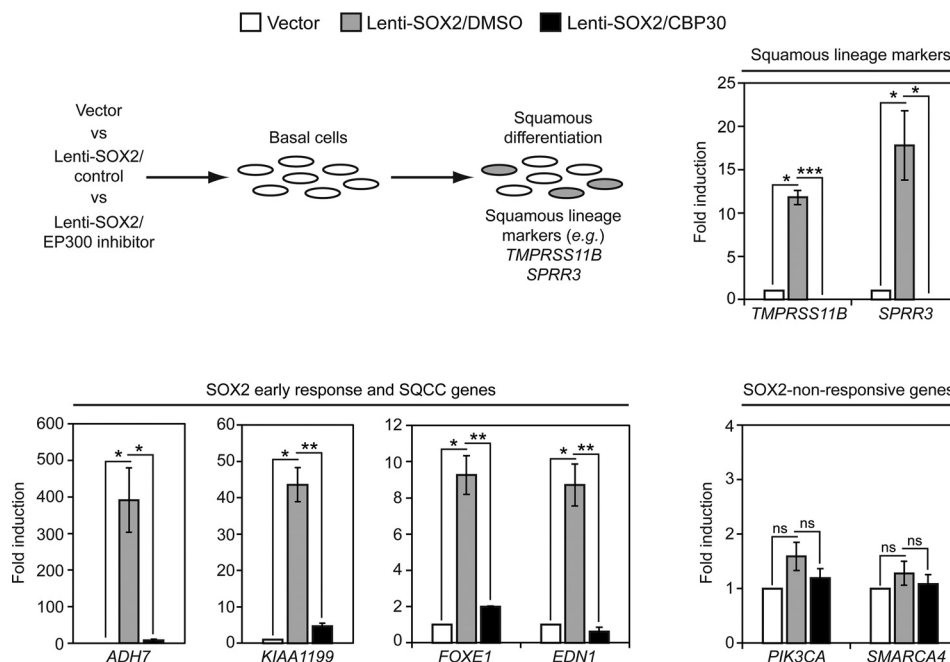 Vector Lenti-SOX2/DMSO Lenti-SOX2/CBP30
Vector
vs
Lenti-SOX2/
control
vs
Lenti-SOX2/
EP300 inhibitor
Basal cells
Squamous
differentiation
Squamous lineage
markers (e.g.)
TMPRSS11B
SPRR3
Squamous lineage markers
Fold induction
25
20
15
10
5
0
* ***
* *
TMPRSS11B SPRR3
SOX2 early response and SQCC genes
Fold induction
600
500
400
300
200
100
0
* *
ADH7
60
50
40
30
20
10
0
* **
KIAA1199
12
10
8
6
4
2
0
* **
* **
FOXE1 EDN1
SOX2-non-responsive genes
Fold induction
4
3
2
1
0
ns ns
ns ns
PIK3CA SMARCA4